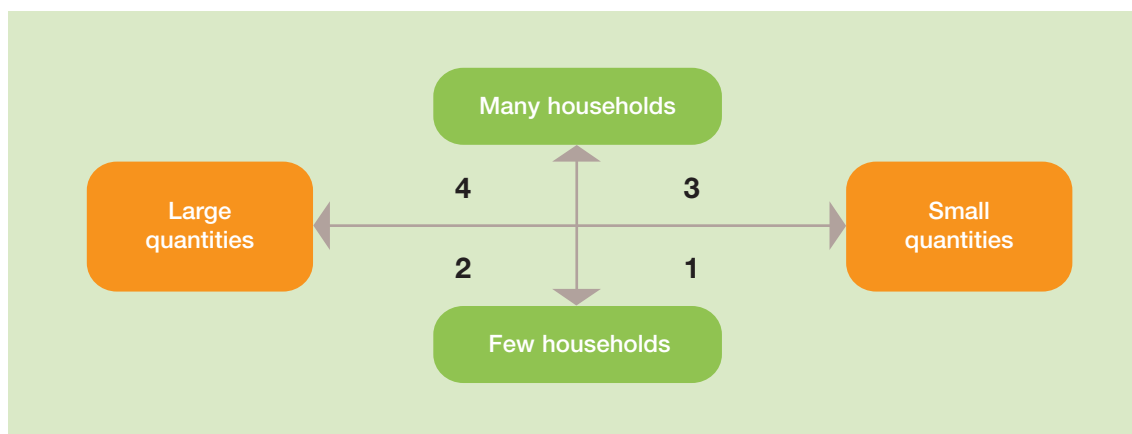 Many households
4
3
Large
quantities
Small
quantities
2
1
Few households